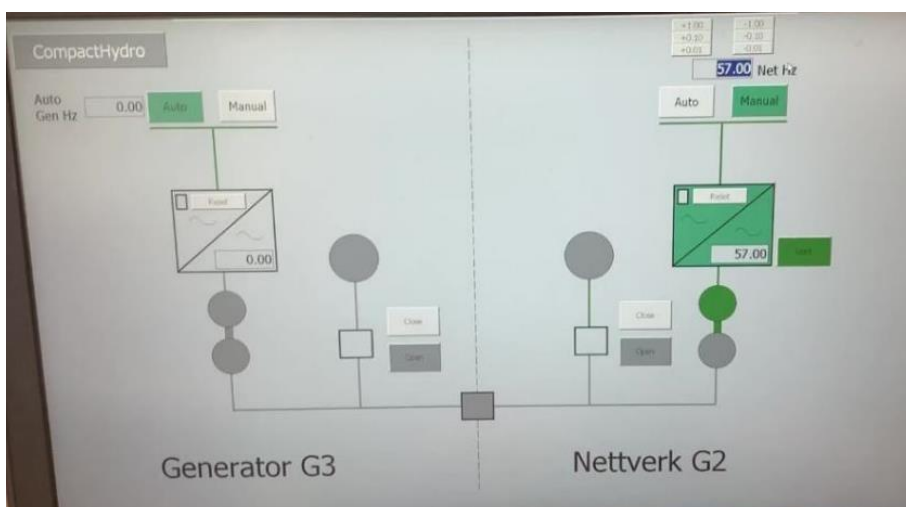 CompactHydro
+1.00 -1.00
+0.10 -0.10
+0.01 -0.01
57.00 Net Hz
Auto
Gen Hz 0.00 Auto Manual
Auto Manual
0.00
57.00
Close
Open
Close
Open
Generator G3
Nettverk G2